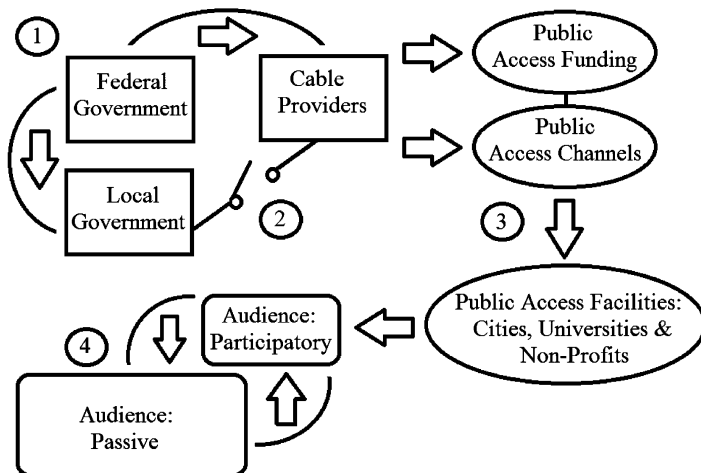 1
Federal
Government
Cable
Providers
Public
Access Funding
Public
Access Channels
Local
Government
2
3
Public Access Facilities:
Cities, Universities &
Non-Profits
Audience:
Participatory
4
Audience:
Passive